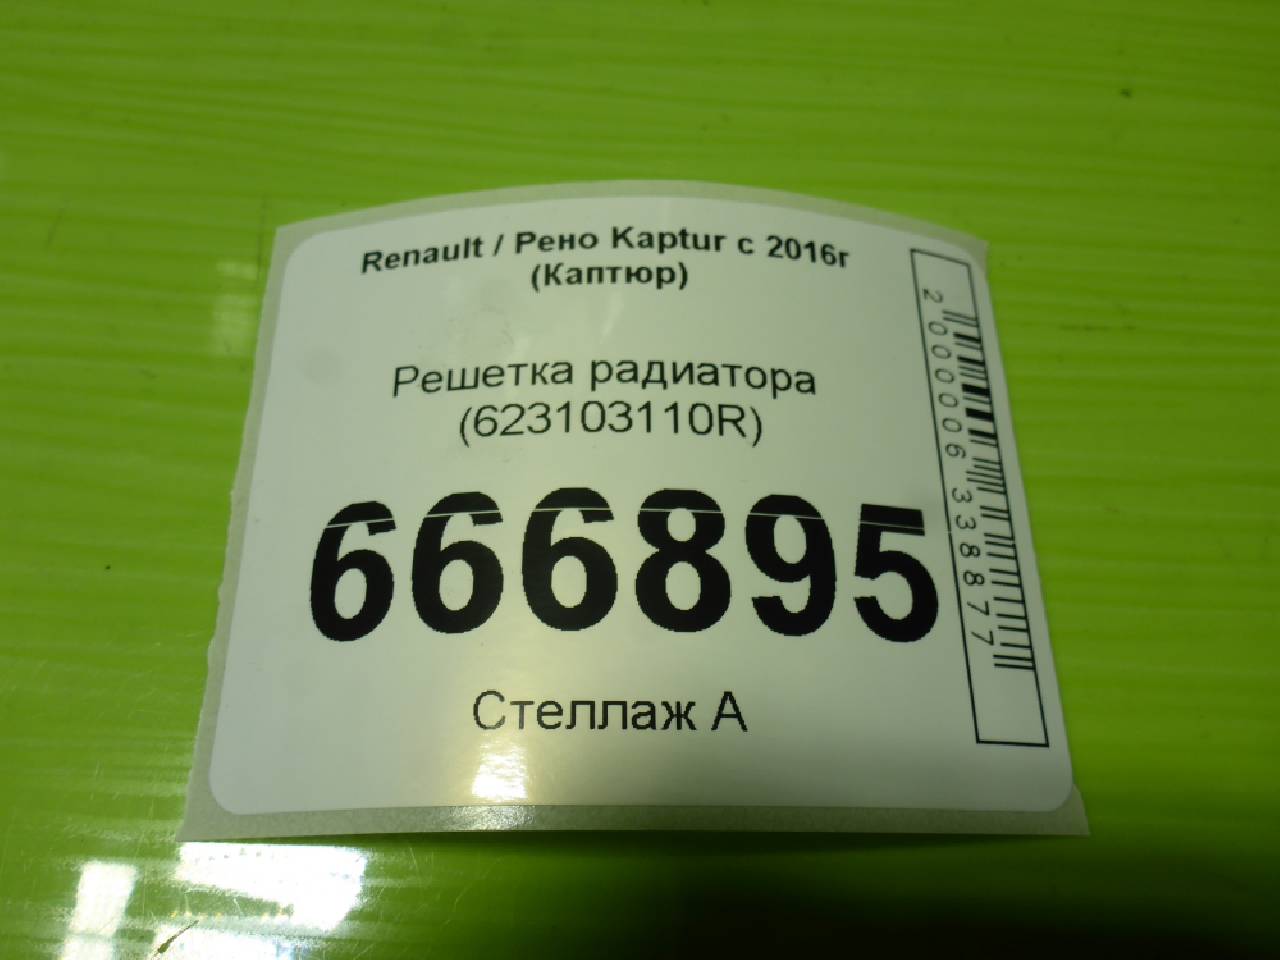 Renault / Рено Kaptur с 2016г
(Каптюр)
Решетка радиатора
(623103110R)
666895
Стеллаж А
2000006338877